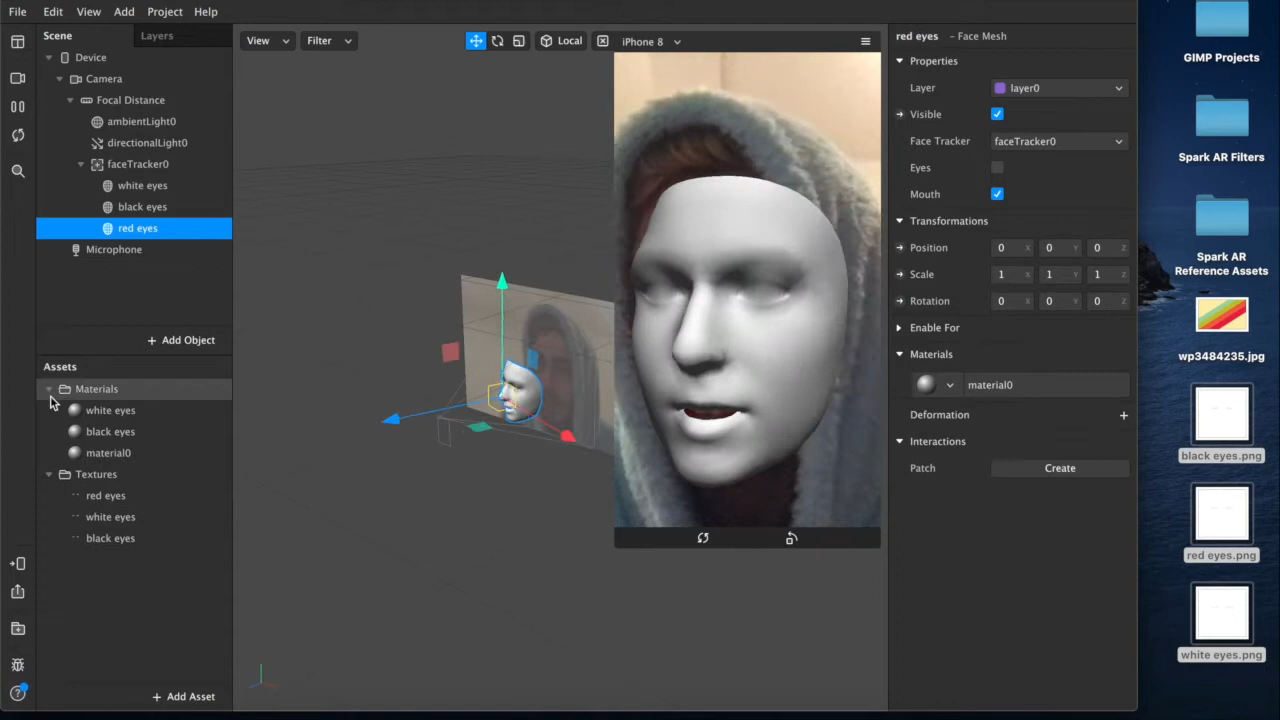 File Edit View Add Project Help
Scene Layers
Device
Camera
Focal Distance
ambientLight0
directionalLight0
faceTracker0
white eyes
black eyes
red eyes
Microphone
+ Add Object
Assets
Materials
white eyes
black eyes
material0
Textures
red eyes
white eyes
black eyes
+ Add Asset
View Filter Local iPhone 8
red eyes – Face Mesh
Properties
Layer layer0
Visible
Face Tracker faceTracker0
Eyes
Mouth
Transformations
Position 0 X 0 Y 0 Z
Scale 1 X 1 Y 1 Z
Rotation 0 X 0 Y 0 Z
Enable For
Materials
material0
Deformation +
Interactions
Patch Create
GIMP Projects
Spark AR Filters
Spark AR
Reference Assets
wp3484235.jpg
black eyes.png
red eyes.png
white eyes.png